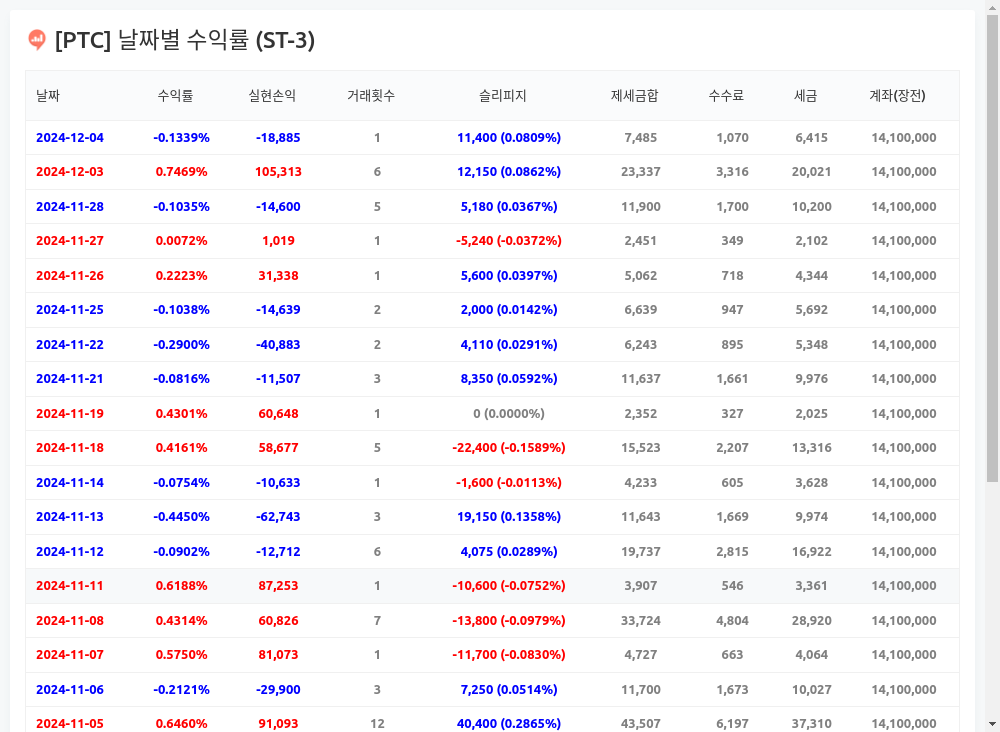 [PTC] 날짜별 수익률 (ST-3)
날짜 수익률 실현손익 거래횟수 슬리피지 제세금합 수수료 세금 계좌(장전)
2024-12-04 -0.1339% -18,885 1 11,400 (0.0809%) 7,485 1,070 6,415 14,100,000
2024-12-03 0.7469% 105,313 6 12,150 (0.0862%) 23,337 3,316 20,021 14,100,000
2024-11-28 -0.1035% -14,600 5 5,180 (0.0367%) 11,900 1,700 10,200 14,100,000
2024-11-27 0.0072% 1,019 1 -5,240 (-0.0372%) 2,451 349 2,102 14,100,000
2024-11-26 0.2223% 31,338 1 5,600 (0.0397%) 5,062 718 4,344 14,100,000
2024-11-25 -0.1038% -14,639 2 2,000 (0.0142%) 6,639 947 5,692 14,100,000
2024-11-22 -0.2900% -40,883 2 4,110 (0.0291%) 6,243 895 5,348 14,100,000
2024-11-21 -0.0816% -11,507 3 8,350 (0.0592%) 11,637 1,661 9,976 14,100,000
2024-11-19 0.4301% 60,648 1 0 (0.0000%) 2,352 327 2,025 14,100,000
2024-11-18 0.4161% 58,677 5 -22,400 (-0.1589%) 15,523 2,207 13,316 14,100,000
2024-11-14 -0.0754% -10,633 1 -1,600 (-0.0113%) 4,233 605 3,628 14,100,000
2024-11-13 -0.4450% -62,743 3 19,150 (0.1358%) 11,643 1,669 9,974 14,100,000
2024-11-12 -0.0902% -12,712 6 4,075 (0.0289%) 19,737 2,815 16,922 14,100,000
2024-11-11 0.6188% 87,253 1 -10,600 (-0.0752%) 3,907 546 3,361 14,100,000
2024-11-08 0.4314% 60,826 7 -13,800 (-0.0979%) 33,724 4,804 28,920 14,100,000
2024-11-07 0.5750% 81,073 1 -11,700 (-0.0830%) 4,727 663 4,064 14,100,000
2024-11-06 -0.2121% -29,900 3 7,250 (0.0514%) 11,700 1,673 10,027 14,100,000
2024-11-05 0.6460% 91,093 12 40,400 (0.2865%) 43,507 6,197 37,310 14,100,000